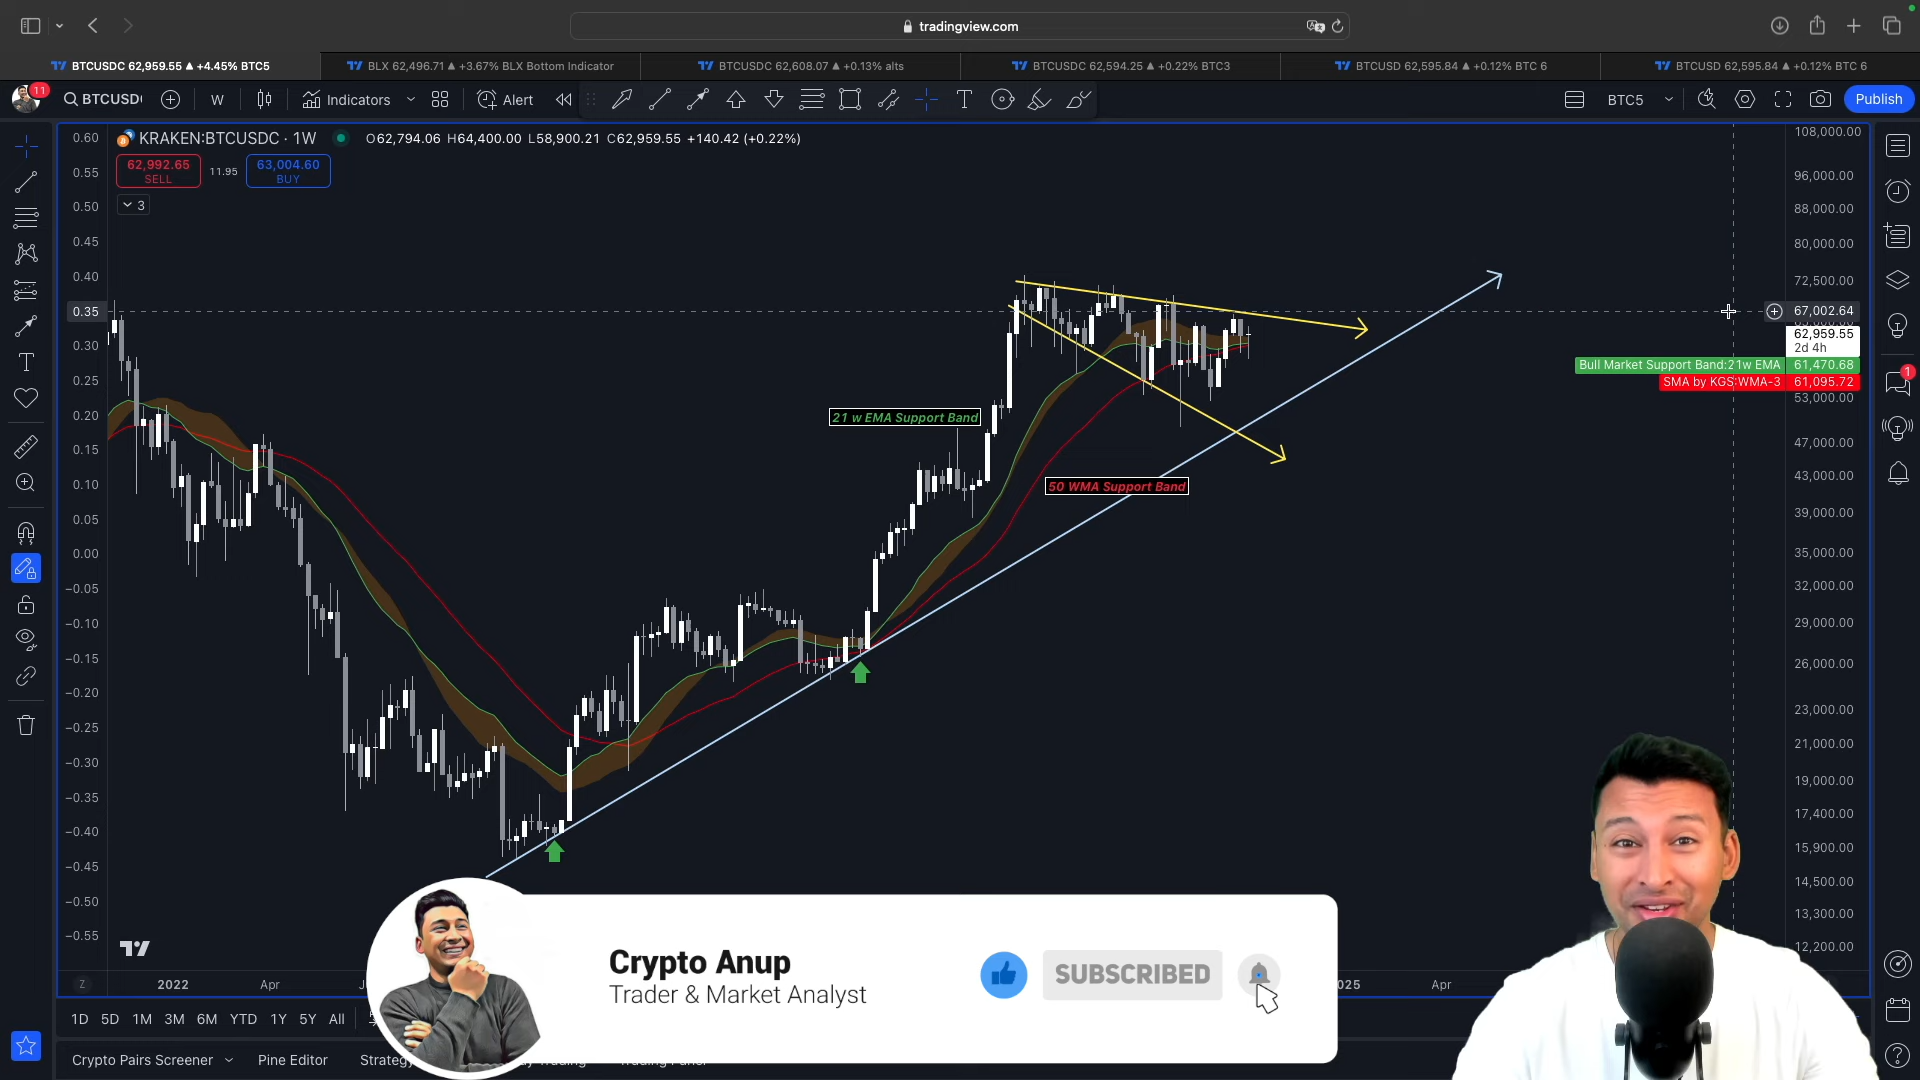 tradingview.com
BTCUSDC 62,959.55 ▲ +4.45% BTC5
BLX 62,496.71 ▲ +3.67% BLX Bottom Indicator
BTCUSDC 62,608.07 ▲ +0.13% alts
BTCUSDC 62,594.25 ▲ +0.22% BTC3
BTCUSD 62,595.84 ▲ +0.12% BTC 6
BTCUSD 62,595.84 ▲ +0.12% BTC 6
11
BTCUSD
W
Indicators
Alert
BTC5
Publish
KRAKEN:BTCUSDC · 1W
O62,794.06 H64,400.00 L58,900.21 C62,959.55 +140.42 (+0.22%)
62,992.65
SELL
11.95
63,004.60
BUY
3
0.60
0.55
0.50
0.45
0.40
0.35
0.30
0.25
0.20
0.15
0.10
0.05
0.00
−0.05
−0.10
−0.15
−0.20
−0.25
−0.30
−0.35
−0.40
−0.45
−0.50
−0.55
21 w EMA Support Band
50 WMA Support Band
108,000.00
96,000.00
88,000.00
80,000.00
72,500.00
67,002.64
62,959.55
2d 4h
Bull Market Support Band:21w EMA 61,470.68
SMA by KGS:WMA-3 61,095.72
53,000.00
47,000.00
43,000.00
39,000.00
35,000.00
32,000.00
29,000.00
26,000.00
23,000.00
21,000.00
19,000.00
17,400.00
15,900.00
14,500.00
13,300.00
12,200.00
1
Z
2022
Apr
025
Apr
1D 5D 1M 3M 6M YTD 1Y 5Y All
Crypto Pairs Screener
Pine Editor
Crypto Anup
Trader & Market Analyst
SUBSCRIBED